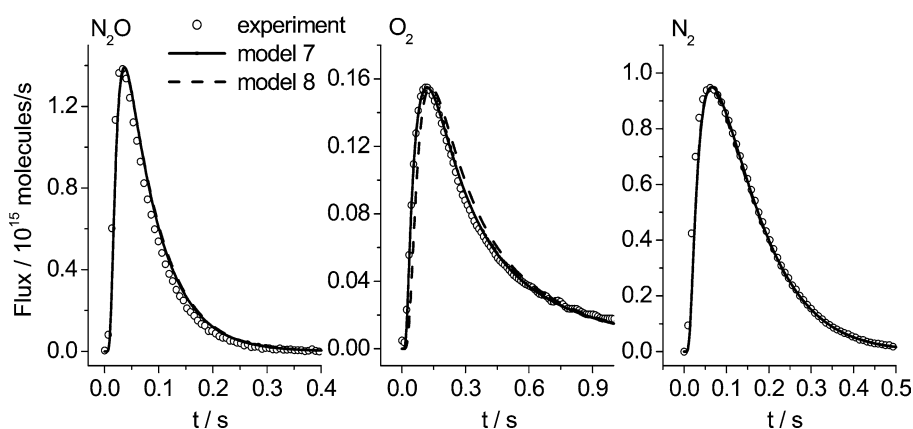 N₂O
experiment
model 7
model 8
O₂
N₂
Flux / 10¹⁵ molecules/s
1.2
0.8
0.4
0.0
0.0 0.1 0.2 0.3 0.4
t / s
0.16
0.12
0.08
0.04
0.00
0.0 0.3 0.6 0.9
t / s
1.0
0.8
0.6
0.4
0.2
0.0
0.0 0.1 0.2 0.3 0.4 0.5
t / s